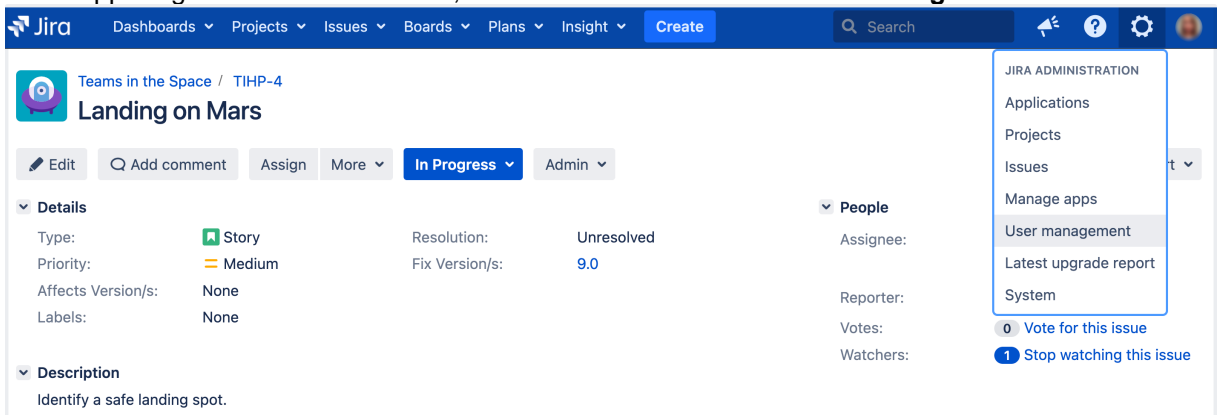 Jira Dashboards Projects Issues Boards Plans Insight Create Search
Teams in the Space / TIHP-4
Landing on Mars
Edit Add comment Assign More In Progress Admin
Details
Type: Story Resolution: Unresolved
Priority: Medium Fix Version/s: 9.0
Affects Version/s: None
Labels: None
Description
Identify a safe landing spot.
People
Assignee:
Reporter:
Votes: 0 Vote for this issue
Watchers: 1 Stop watching this issue
JIRA ADMINISTRATION
Applications
Projects
Issues
Manage apps
User management
Latest upgrade report
System